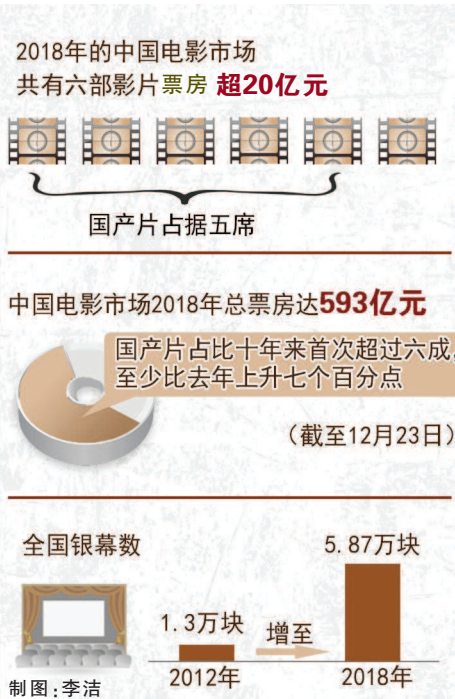 2018年的中国电影市场
共有六部影片票房 超20亿元
国产片占据五席
中国电影市场2018年总票房达593亿元
国产片占比十年来首次超过六成,
至少比去年上升七个百分点
（截至12月23日）
全国银幕数
5.87万块
1.3万块
增至
2012年
2018年
制图:李洁